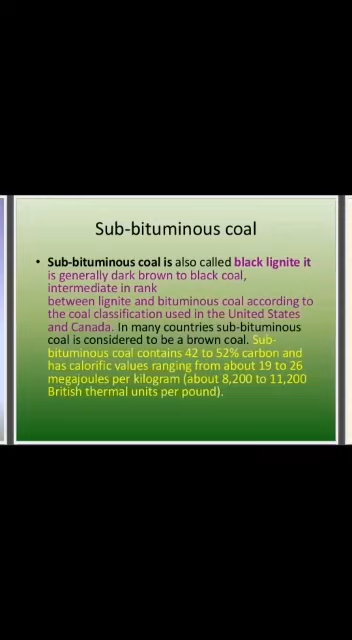 Sub-bituminous coal
• Sub-bituminous coal is also called black lignite it
is generally dark brown to black coal,
intermediate in rank
between lignite and bituminous coal according to
the coal classification used in the United States
and Canada. In many countries sub-bituminous
coal is considered to be a brown coal. Sub-
bituminous coal contains 42 to 52% carbon and
has calorific values ranging from about 19 to 26
megajoules per kilogram (about 8,200 to 11,200
British thermal units per pound).